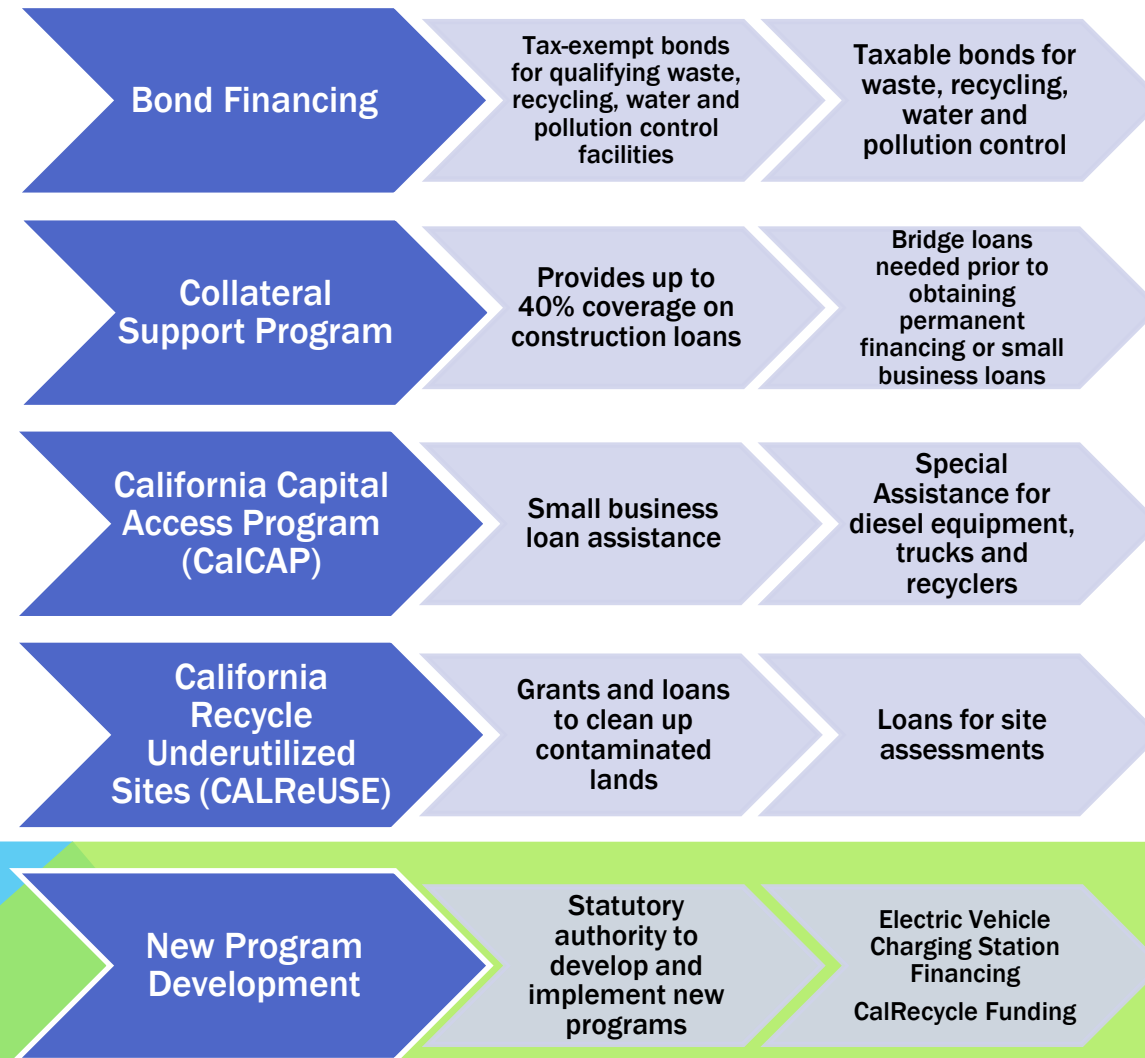 Bond Financing
Tax-exempt bonds
for qualifying waste,
recycling, water and
pollution control
facilities
Taxable bonds for
waste, recycling,
water and
pollution control
Collateral
Support Program
Provides up to
40% coverage on
construction loans
Bridge loans
needed prior to
obtaining
permanent
financing or small
business loans
California Capital
Access Program
(CalCAP)
Small business
loan assistance
Special
Assistance for
diesel equipment,
trucks and
recyclers
California
Recycle
Underutilized
Sites (CALReUSE)
Grants and loans
to clean up
contaminated
lands
Loans for site
assessments
New Program
Development
Statutory
authority to
develop and
implement new
programs
Electric Vehicle
Charging Station
Financing
CalRecycle Funding